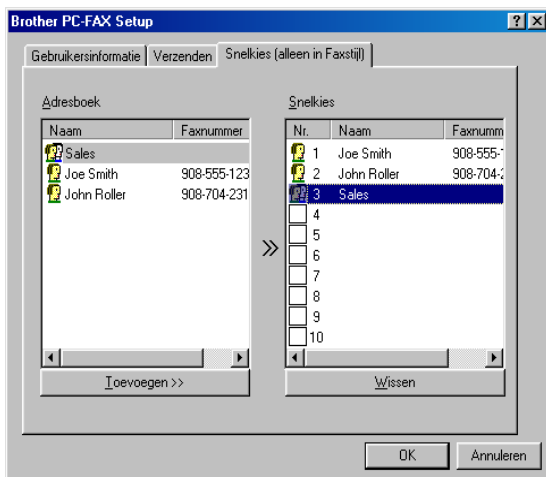 Brother PC-FAX Setup
Gebruikersinformatie Verzenden Snelkies (alleen in Faxstijl)
Adresboek
Naam Faxnummer
Sales
Joe Smith 908-555-123
John Roller 908-704-231
Toevoegen >>
Snelkies
Nr. Naam Faxnumm
1 Joe Smith 908-555-
2 John Roller 908-704-
3 Sales
4
5
6
7
8
9
10
Wissen
OK Annuleren